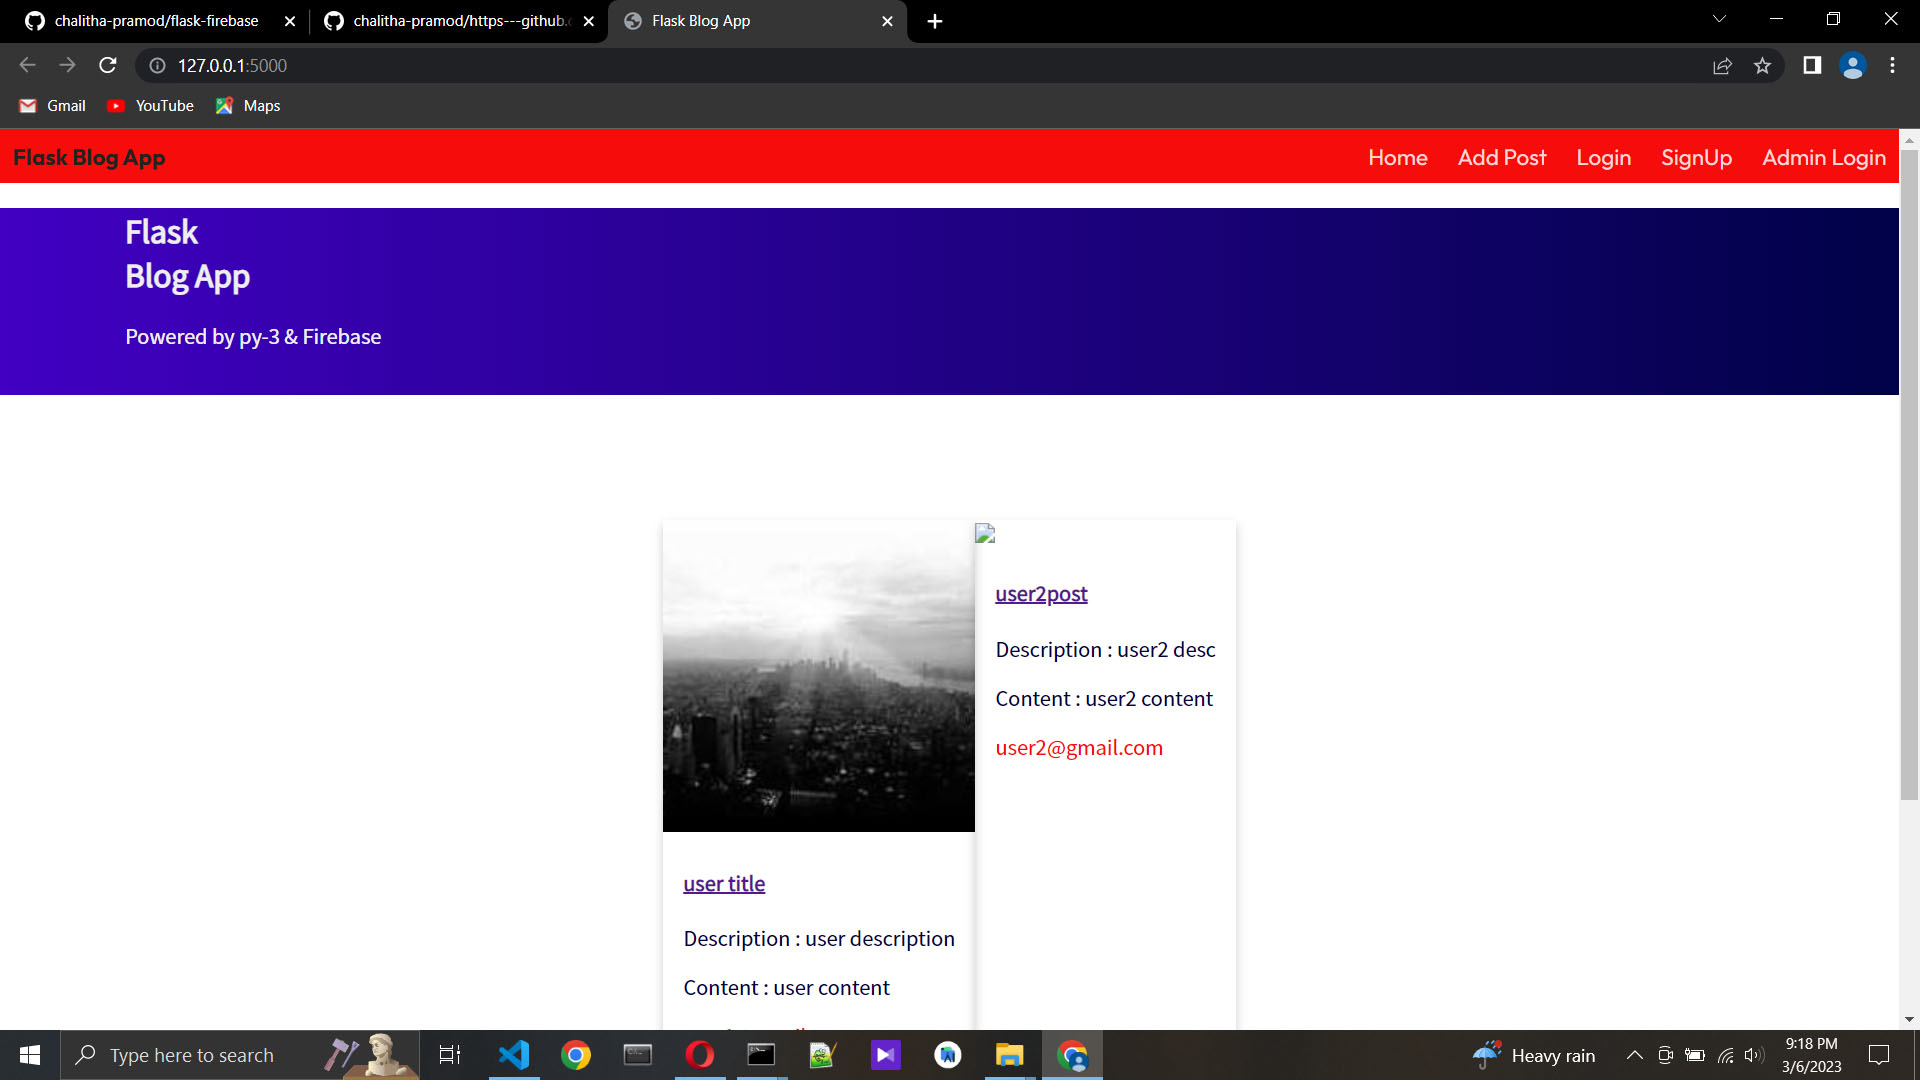 chalitha-pramod/flask-firebase
chalitha-pramod/https---github.c
Flask Blog App
127.0.0.1:5000
Gmail
YouTube
Maps
Flask Blog App
Home
Add Post
Login
SignUp
Admin Login
Flask
Blog App
Powered by py-3 & Firebase
user2post
Description : user2 desc
Content : user2 content
user2@gmail.com
user title
Description : user description
Content : user content
Type here to search
Heavy rain
9:18 PM
3/6/2023